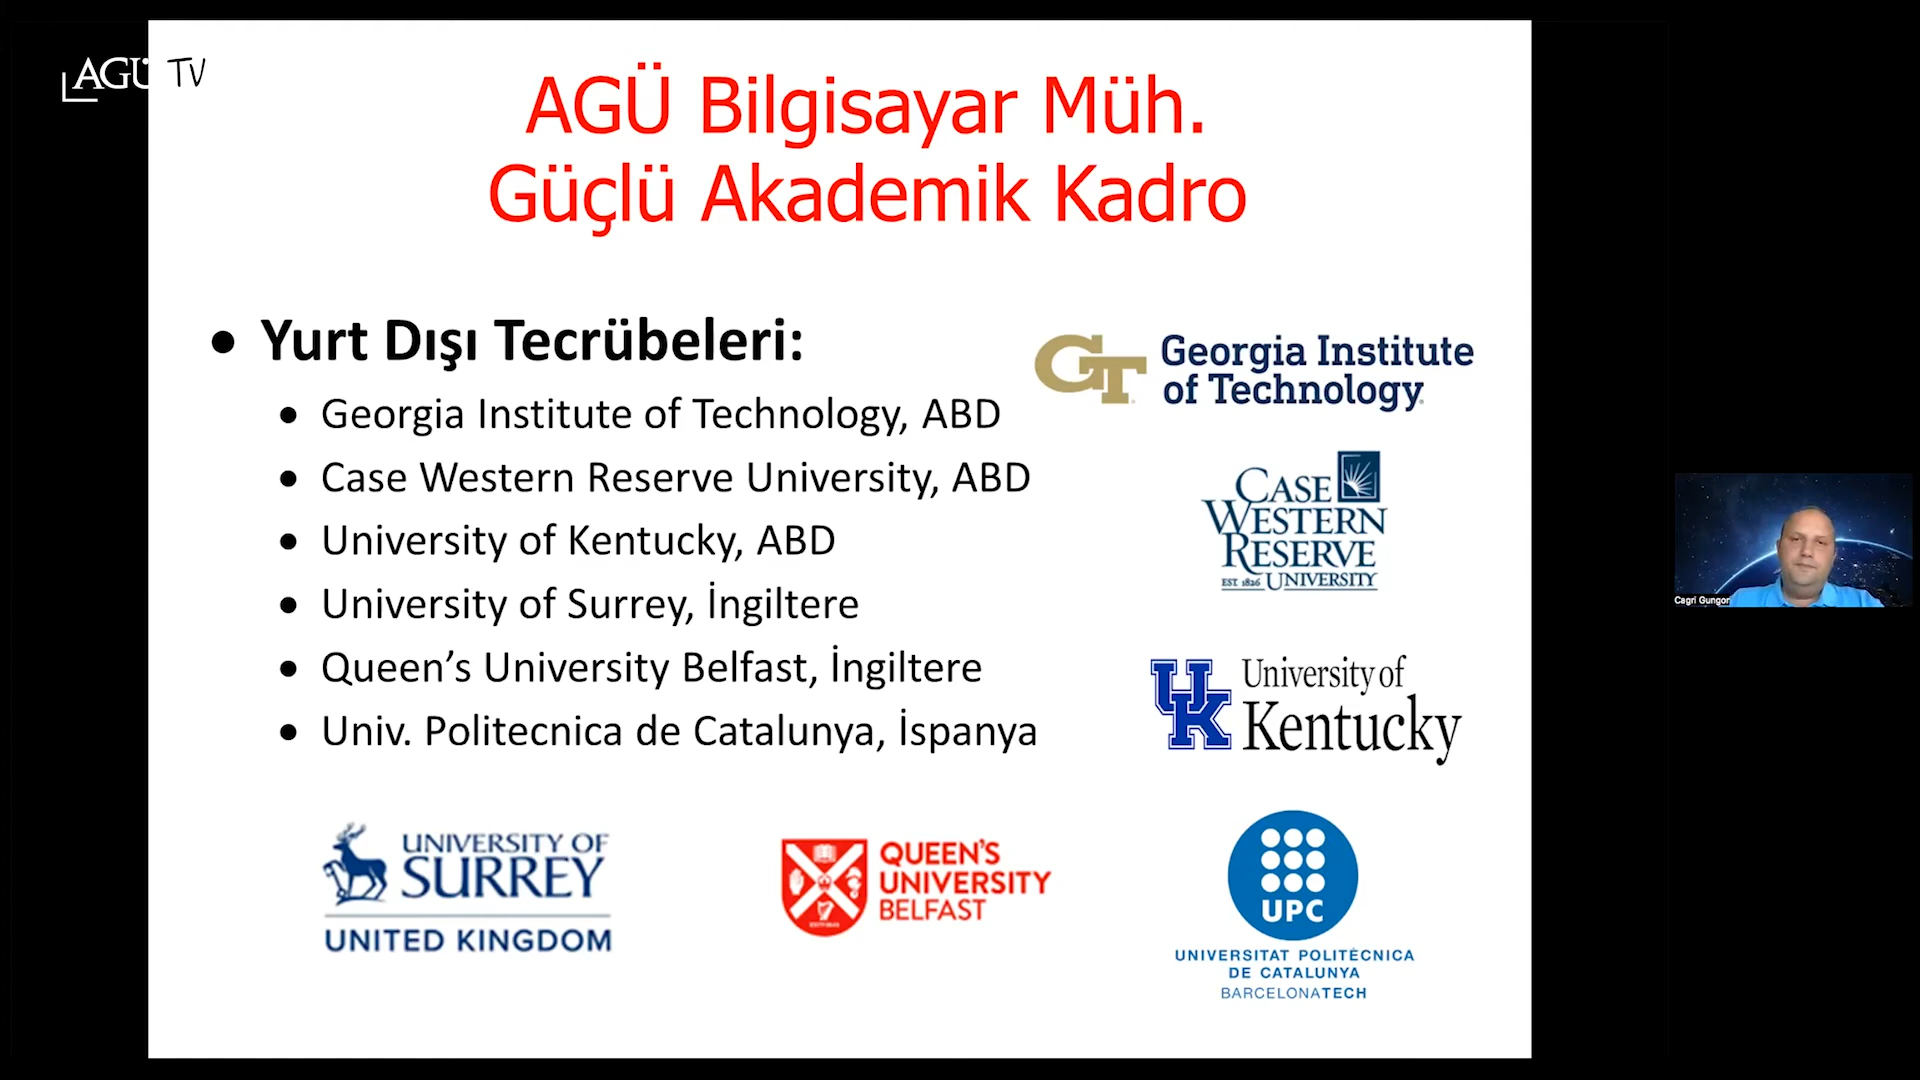 AGÜ TV
AGÜ Bilgisayar Müh.
Güçlü Akademik Kadro
• Yurt Dışı Tecrübeleri:
• Georgia Institute of Technology, ABD
• Case Western Reserve University, ABD
• University of Kentucky, ABD
• University of Surrey, İngiltere
• Queen’s University Belfast, İngiltere
• Univ. Politecnica de Catalunya, İspanya
GT Georgia Institute
of Technology
CASE
WESTERN
RESERVE
EST. 1826 UNIVERSITY
UK University of
Kentucky
UNIVERSITY OF
SURREY
UNITED KINGDOM
QUEEN'S
UNIVERSITY
BELFAST
UPC
UNIVERSITAT POLITÈCNICA
DE CATALUNYA
BARCELONATECH
Cagri Gungor